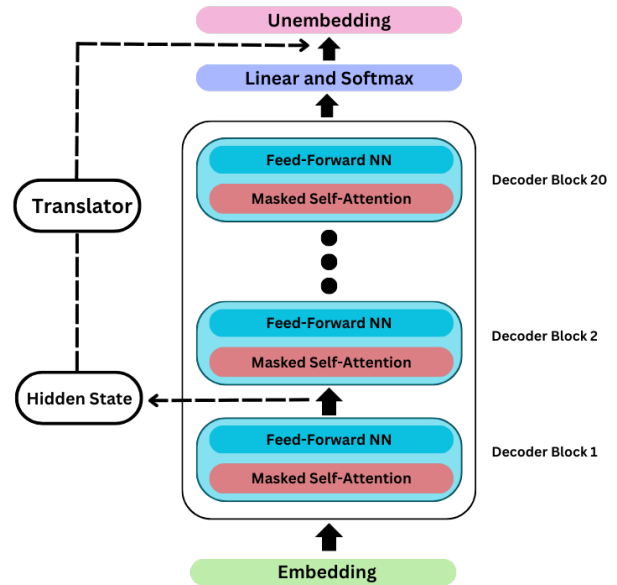 Unembedding
Linear and Softmax
Feed-Forward NN
Masked Self-Attention
Decoder Block 20
Translator
Feed-Forward NN
Masked Self-Attention
Decoder Block 2
Hidden State
Feed-Forward NN
Masked Self-Attention
Decoder Block 1
Embedding